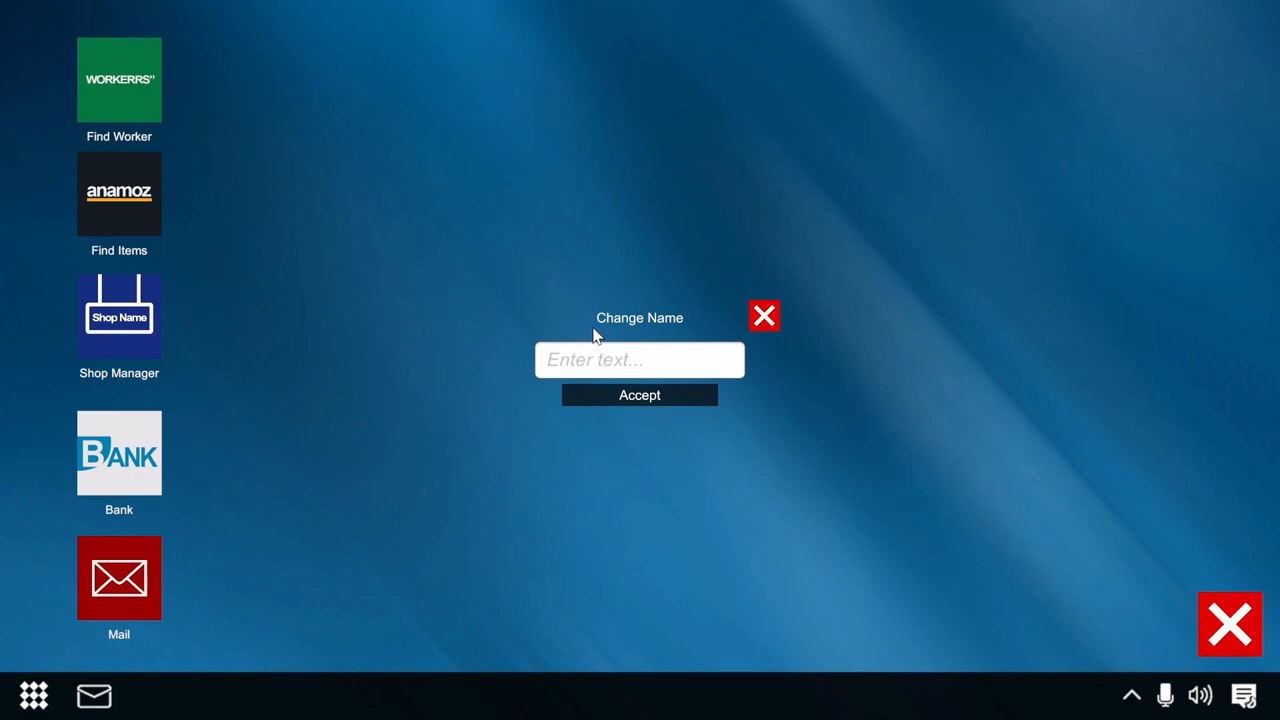 WORKERRS"
Find Worker
anamoz
Find Items
Shop Name
Shop Manager
BANK
Bank
Mail
Change Name
Enter text...
Accept